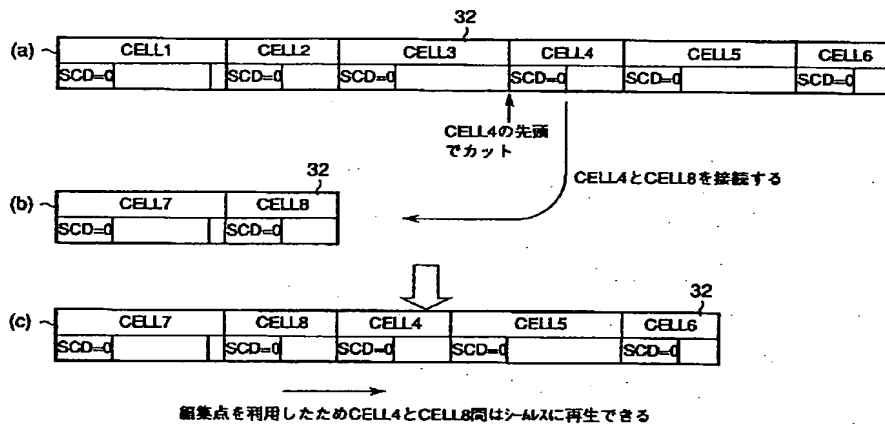 32
(a) CELL1 CELL2 CELL3 CELL4 CELL5 CELL6
SCD=0 SCD=0 SCD=0 SCD=0 SCD=0 SCD=0
CELL4の先頭
でカット
CELL4とCELL8を接続する
32
(b) CELL7 CELL8
SCD=0 SCD=0
32
(c) CELL7 CELL8 CELL4 CELL5 CELL6
SCD=0 SCD=0 SCD=0 SCD=0 SCD=0
編集点を利用したためCELL4とCELL8間はシームレスに再生できる